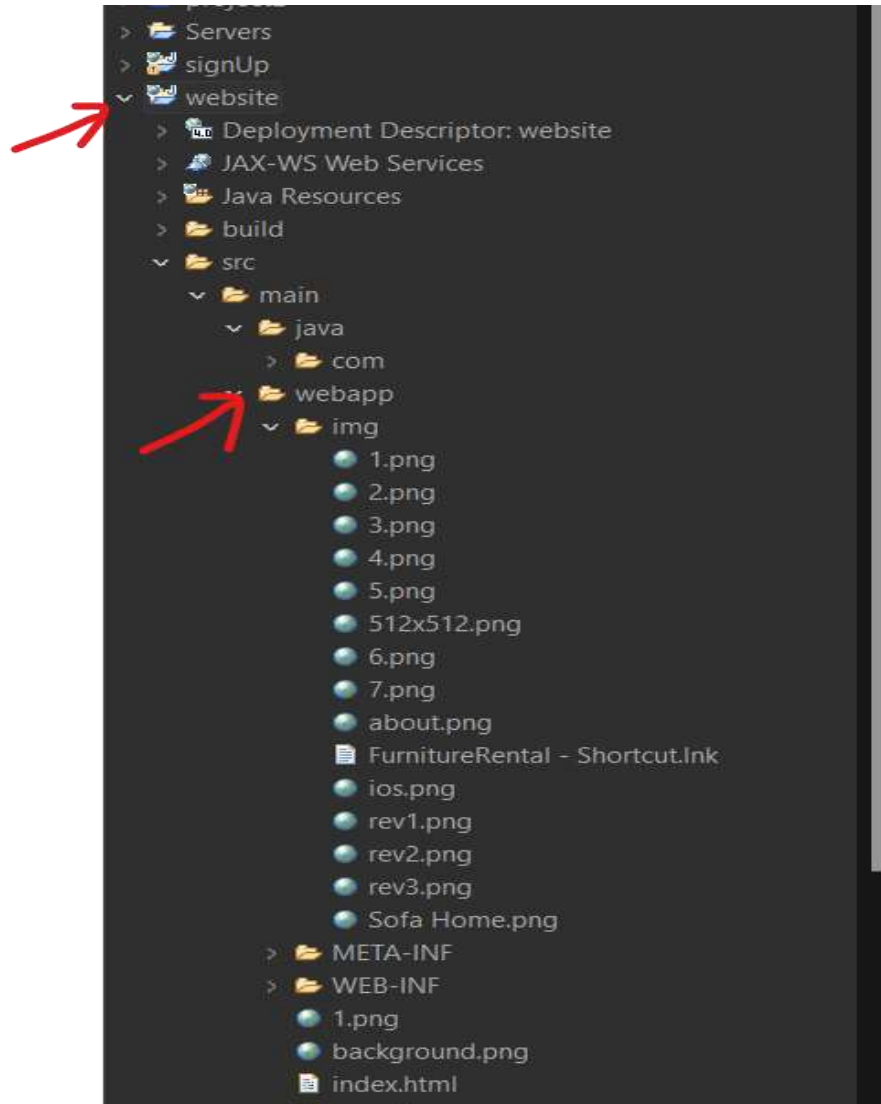 Servers
signUp
website
Deployment Descriptor: website
JAX-WS Web Services
Java Resources
build
src
main
java
com
webapp
img
1.png
2.png
3.png
4.png
5.png
512x512.png
6.png
7.png
about.png
FurnitureRental - Shortcut.lnk
ios.png
rev1.png
rev2.png
rev3.png
Sofa Home.png
META-INF
WEB-INF
1.png
background.png
index.html